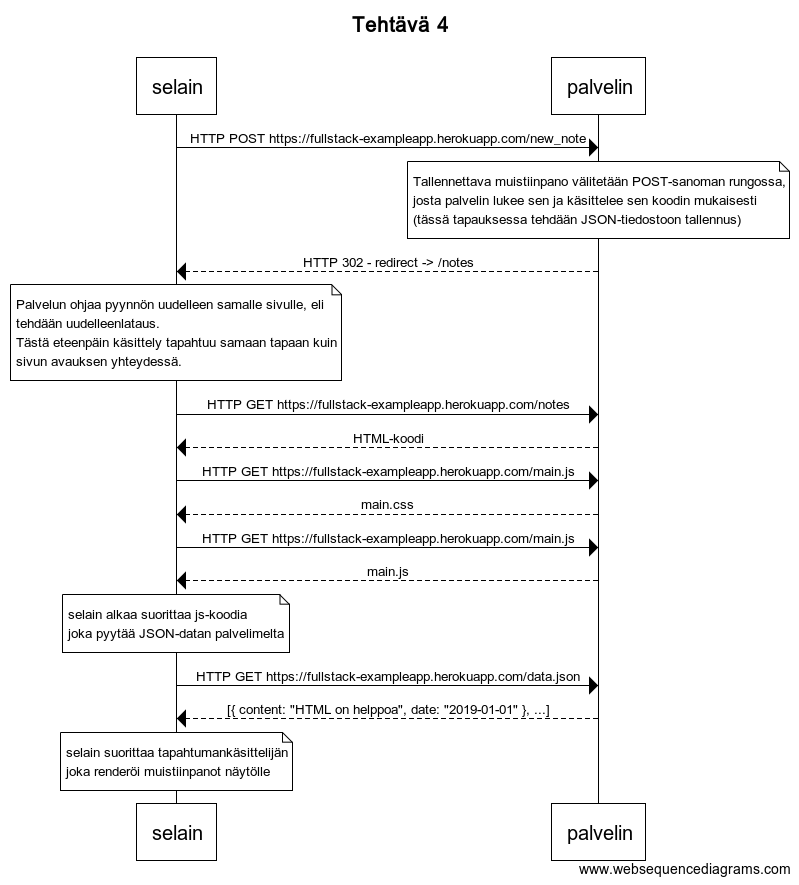 Tehtävä 4
selain
palvelin
HTTP POST https://fullstack-exampleapp.herokuapp.com/new_note
Tallennettava muistiinpano välitetään POST-sanoman rungossa,
josta palvelin lukee sen ja käsittelee sen koodin mukaisesti
(tässä tapauksessa tehdään JSON-tiedostoon tallennus)
HTTP 302 - redirect -> /notes
Palvelun ohjaa pyynnön uudelleen samalle sivulle, eli
tehdään uudelleenlataus.
Tästä eteenpäin käsittely tapahtuu samaan tapaan kuin
sivun avauksen yhteydessä.
HTTP GET https://fullstack-exampleapp.herokuapp.com/notes
HTML-koodi
HTTP GET https://fullstack-exampleapp.herokuapp.com/main.js
main.css
HTTP GET https://fullstack-exampleapp.herokuapp.com/main.js
main.js
selain alkaa suorittaa js-koodia
joka pyytää JSON-datan palvelimelta
HTTP GET https://fullstack-exampleapp.herokuapp.com/data.json
[{ content: "HTML on helppoa", date: "2019-01-01" }, ...]
selain suorittaa tapahtumankäsittelijän
joka renderöi muistiinpanot näytölle
selain
palvelin
www.websequencediagrams.com